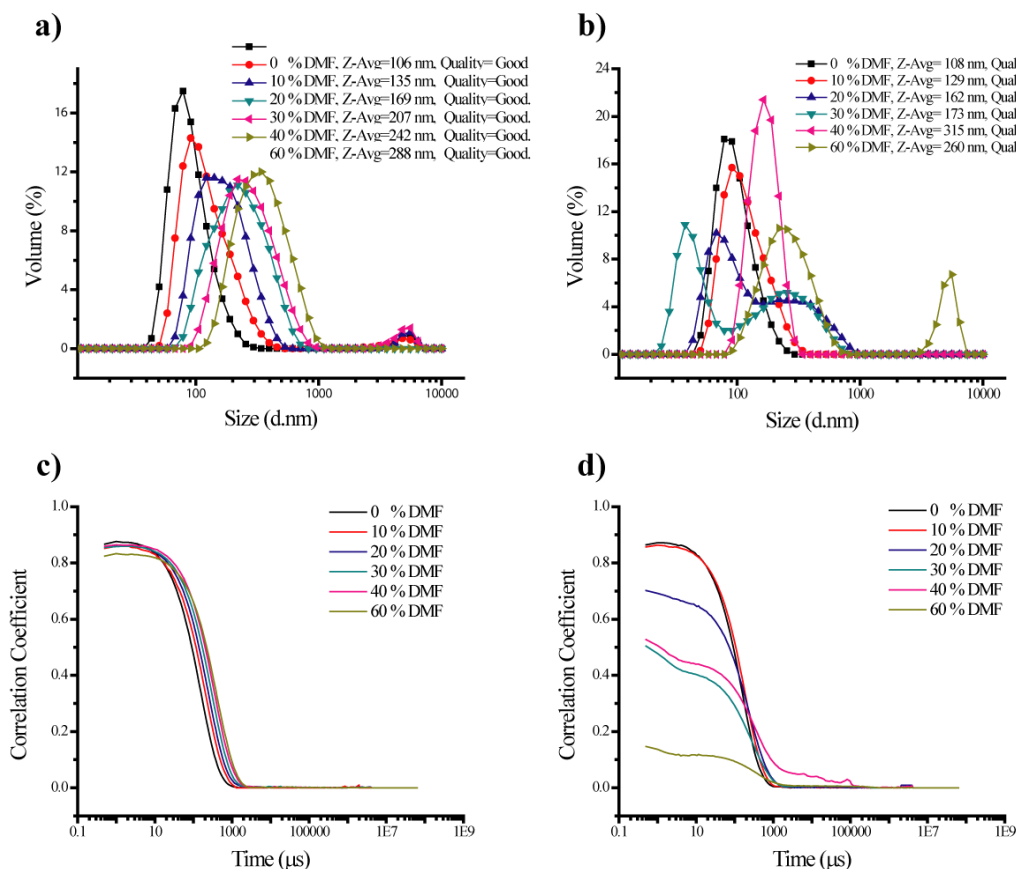 a)
0 % DMF, Z-Avg=106 nm, Quality= Good
10 % DMF, Z-Avg=135 nm, Quality=Good.
20 % DMF, Z-Avg=169 nm, Quality=Good.
30 % DMF, Z-Avg=207 nm, Quality=Good.
40 % DMF, Z-Avg=242 nm, Quality=Good.
60 % DMF, Z-Avg=288 nm, Quality=Good.
16
12
8
4
0
Volume (%)
100
1000
10000
Size (d.nm)
b)
0 % DMF, Z-Avg= 108 nm, Qual
10 % DMF, Z-Avg= 129 nm, Qual
20 % DMF, Z-Avg= 162 nm, Qual
30 % DMF, Z-Avg= 173 nm, Qual
40 % DMF, Z-Avg= 315 nm, Qual
60 % DMF, Z-Avg= 260 nm, Qual
24
20
16
12
8
4
0
Volume (%)
100
1000
10000
Size (d.nm)
c)
0 % DMF
10 % DMF
20 % DMF
30 % DMF
40 % DMF
60 % DMF
1.0
0.8
0.6
0.4
0.2
0.0
Correlation Coefficient
0.1
10
1000
100000
1E7
1E9
Time (µs)
d)
0 % DMF
10 % DMF
20 % DMF
30 % DMF
40 % DMF
60 % DMF
1.0
0.8
0.6
0.4
0.2
0.0
Correlation Coefficient
0.1
10
1000
100000
1E7
1E9
Time (µs)